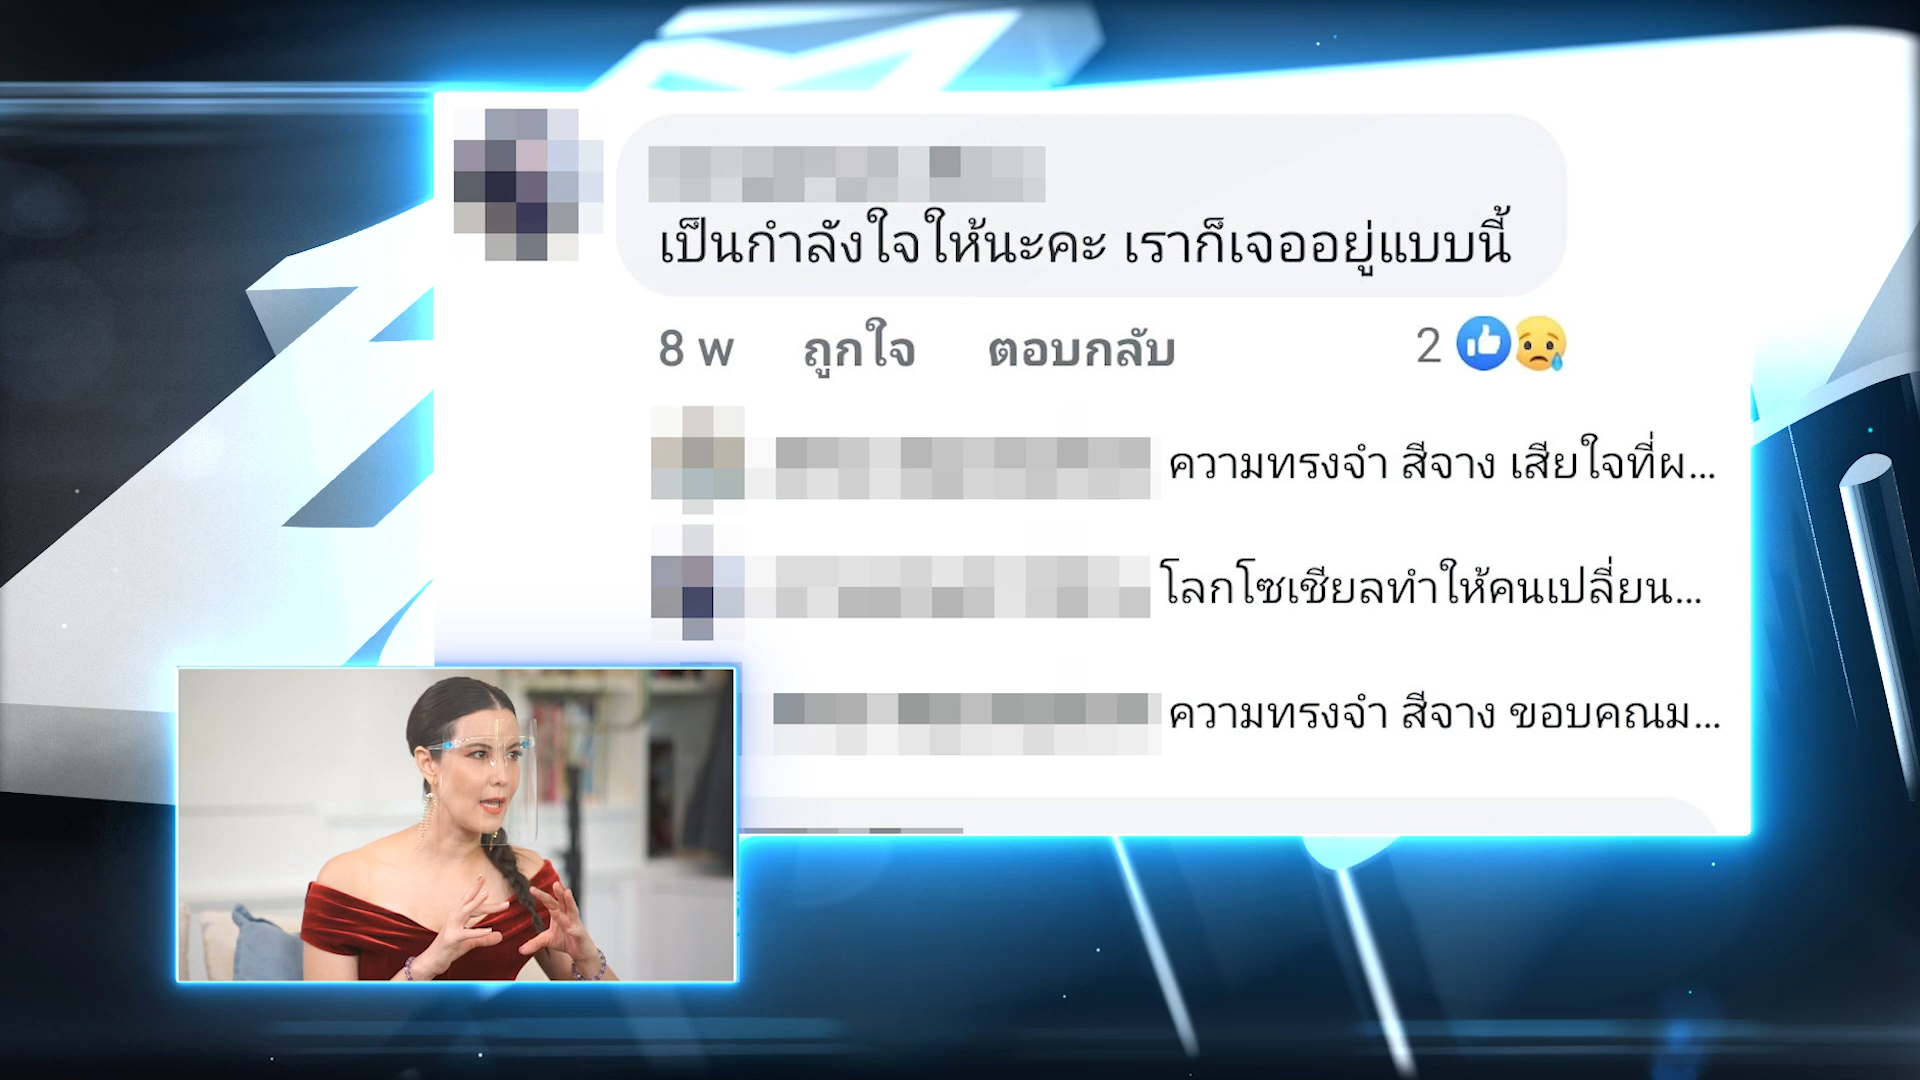 เป็นกำลังใจให้นะคะ เราก็เจออยู่แบบนี้
8 w ถูกใจ ตอบกลับ 2
ความทรงจำ สีจาง เสียใจที่ผ...
โลกโซเชียลทำให้คนเปลี่ยน...
ความทรงจำ สีจาง ขอบคุณม...